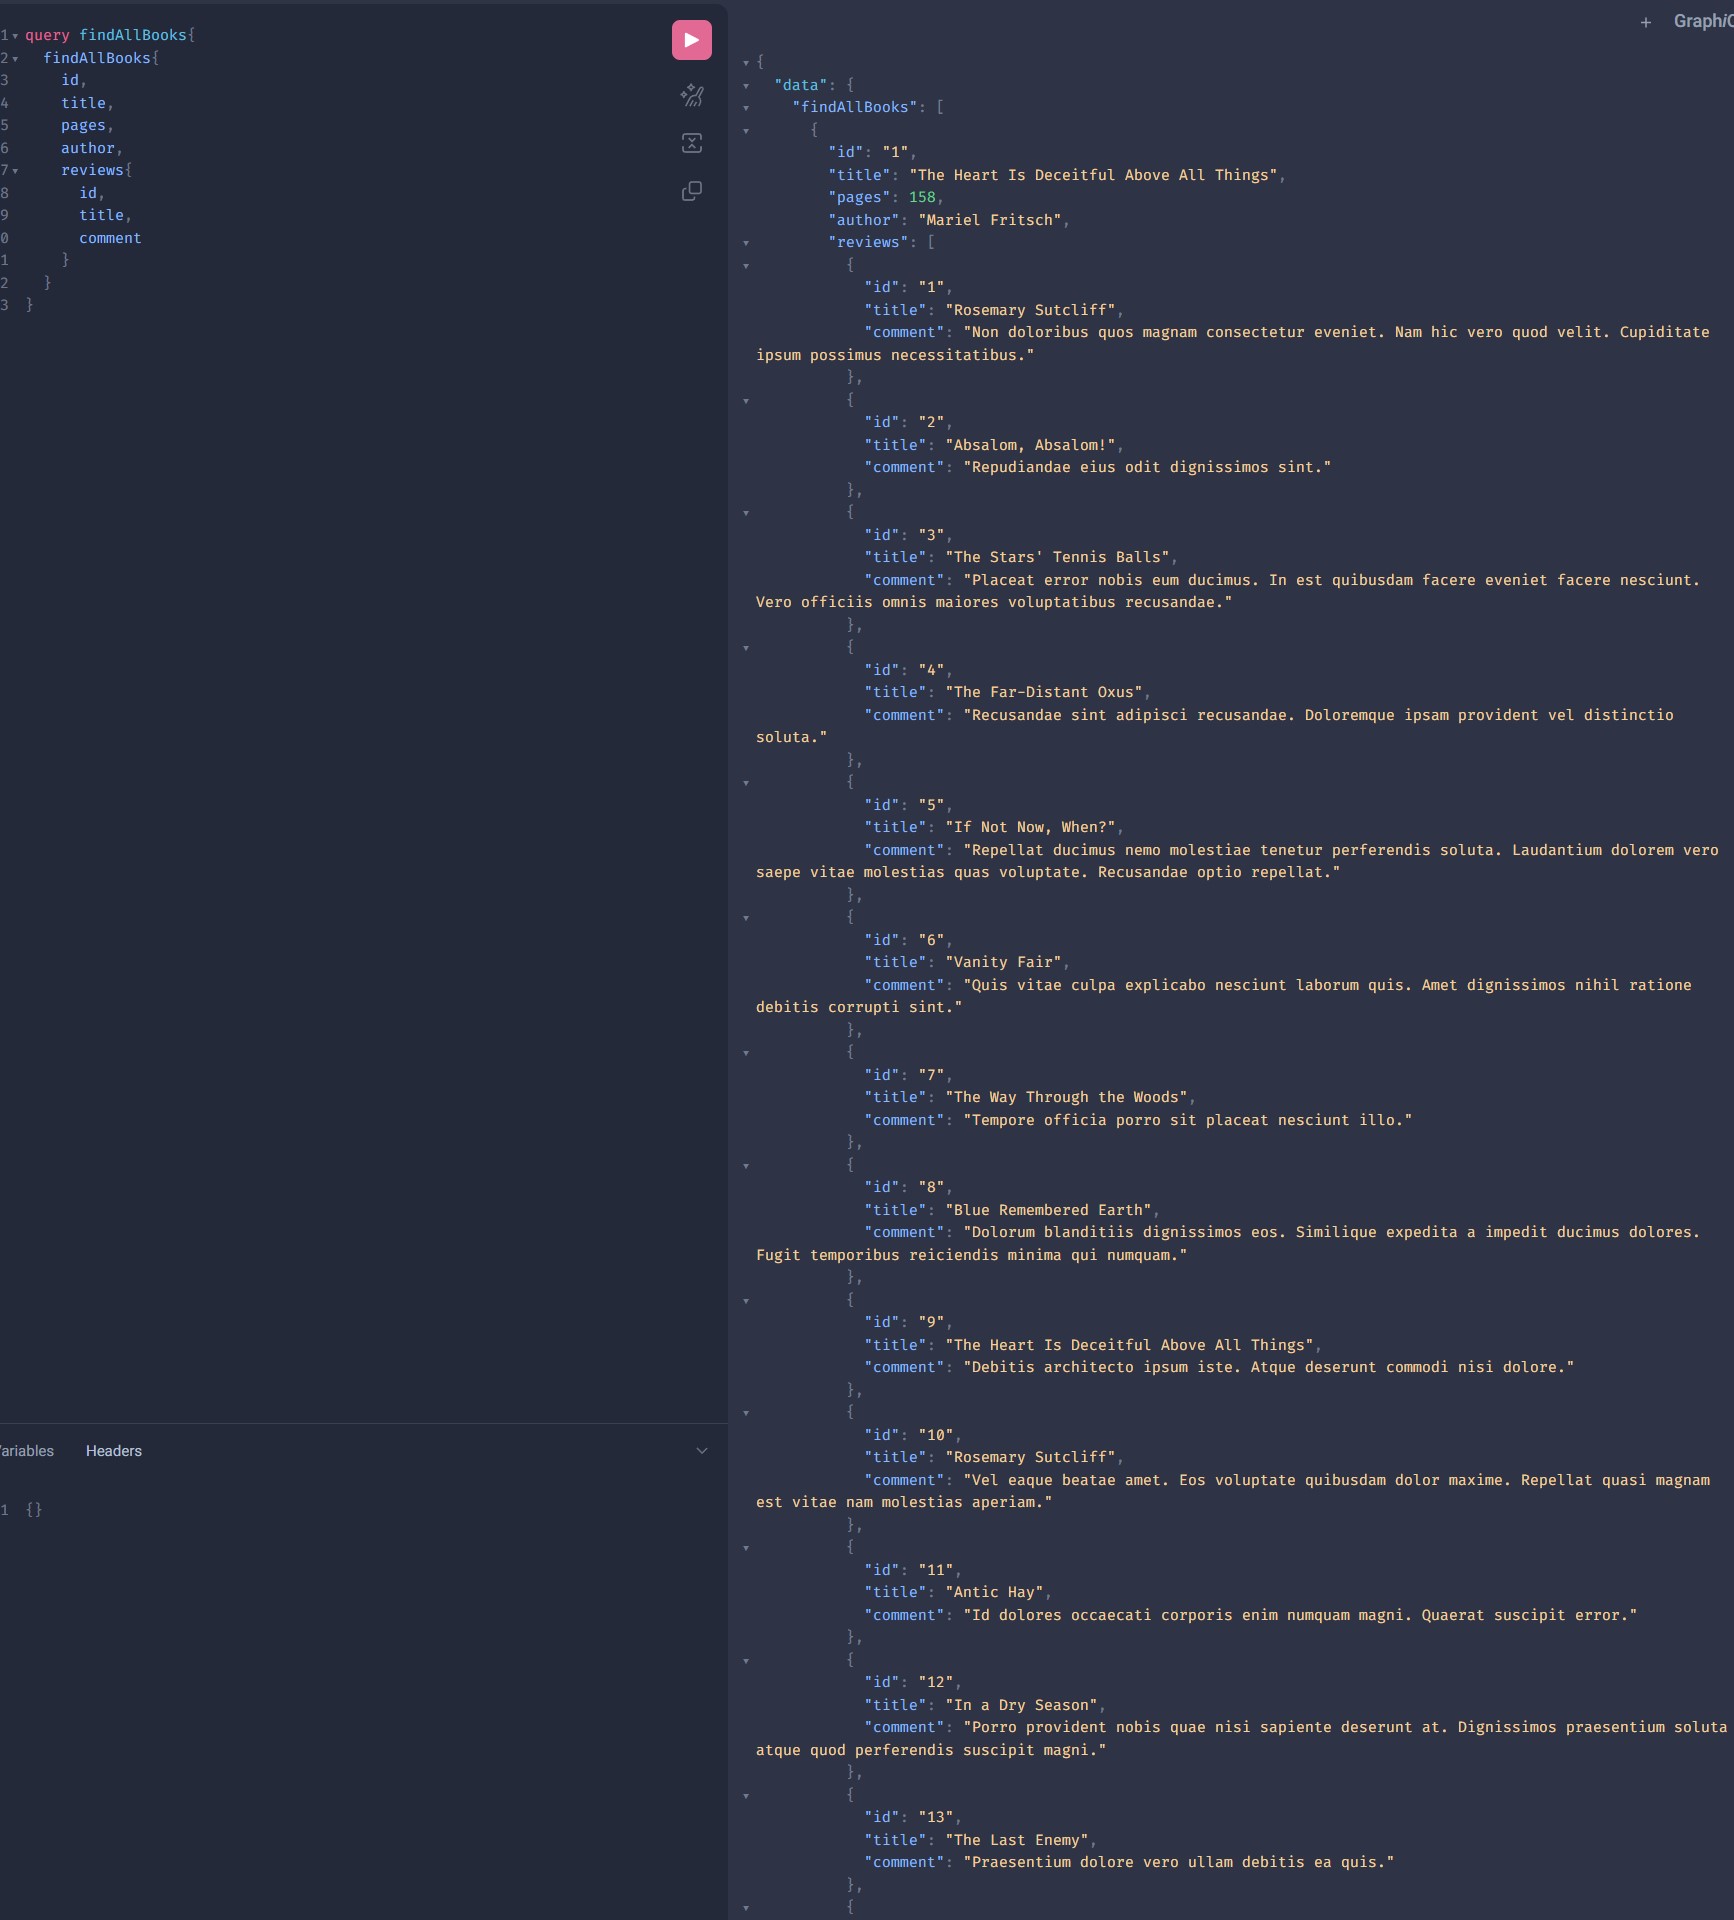 1 query findAllBooks{
2 findAllBooks{
3 id,
4 title,
5 pages,
6 author,
7 reviews{
8 id,
9 title,
0 comment
1 }
2 }
3 }
ariables Headers
1 {}
+ Graphi
{
"data": {
"findAllBooks": [
{
"id": "1",
"title": "The Heart Is Deceitful Above All Things",
"pages": 158,
"author": "Mariel Fritsch",
"reviews": [
{
"id": "1",
"title": "Rosemary Sutcliff",
"comment": "Non doloribus quos magnam consectetur eveniet. Nam hic vero quod velit. Cupiditate
ipsum possimus necessitatibus."
},
{
"id": "2",
"title": "Absalom, Absalom!",
"comment": "Repudiandae eius odit dignissimos sint."
},
{
"id": "3",
"title": "The Stars' Tennis Balls",
"comment": "Placeat error nobis eum ducimus. In est quibusdam facere eveniet facere nesciunt.
Vero officiis omnis maiores voluptatibus recusandae."
},
{
"id": "4",
"title": "The Far-Distant Oxus",
"comment": "Recusandae sint adipisci recusandae. Doloremque ipsam provident vel distinctio
soluta."
},
{
"id": "5",
"title": "If Not Now, When?",
"comment": "Repellat ducimus nemo molestiae tenetur perferendis soluta. Laudantium dolorem vero
saepe vitae molestias quas voluptate. Recusandae optio repellat."
},
{
"id": "6",
"title": "Vanity Fair",
"comment": "Quis vitae culpa explicabo nesciunt laborum quis. Amet dignissimos nihil ratione
debitis corrupti sint."
},
{
"id": "7",
"title": "The Way Through the Woods",
"comment": "Tempore officia porro sit placeat nesciunt illo."
},
{
"id": "8",
"title": "Blue Remembered Earth",
"comment": "Dolorum blanditiis dignissimos eos. Similique expedita a impedit ducimus dolores.
Fugit temporibus reiciendis minima qui numquam."
},
{
"id": "9",
"title": "The Heart Is Deceitful Above All Things",
"comment": "Debitis architecto ipsum iste. Atque deserunt commodi nisi dolore."
},
{
"id": "10",
"title": "Rosemary Sutcliff",
"comment": "Vel eaque beatae amet. Eos voluptate quibusdam dolor maxime. Repellat quasi magnam
est vitae nam molestias aperiam."
},
{
"id": "11",
"title": "Antic Hay",
"comment": "Id dolores occaecati corporis enim numquam magni. Quaerat suscipit error."
},
{
"id": "12",
"title": "In a Dry Season",
"comment": "Porro provident nobis quae nisi sapiente deserunt at. Dignissimos praesentium soluta
atque quod perferendis suscipit magni."
},
{
"id": "13",
"title": "The Last Enemy",
"comment": "Praesentium dolore vero ullam debitis ea quis."
},
{